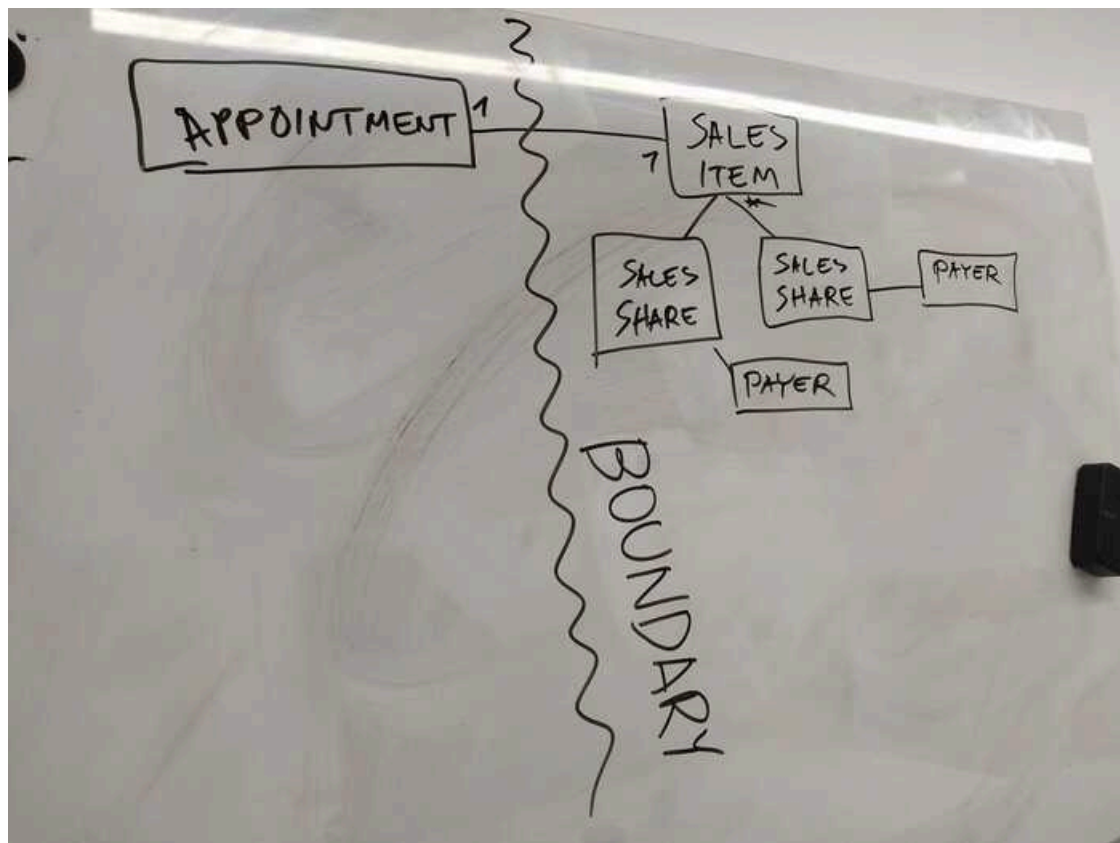 APPOINTMENT
1
1
SALES
ITEM
*
SALES
SHARE
SALES
SHARE
PAYER
PAYER
BOUNDARY